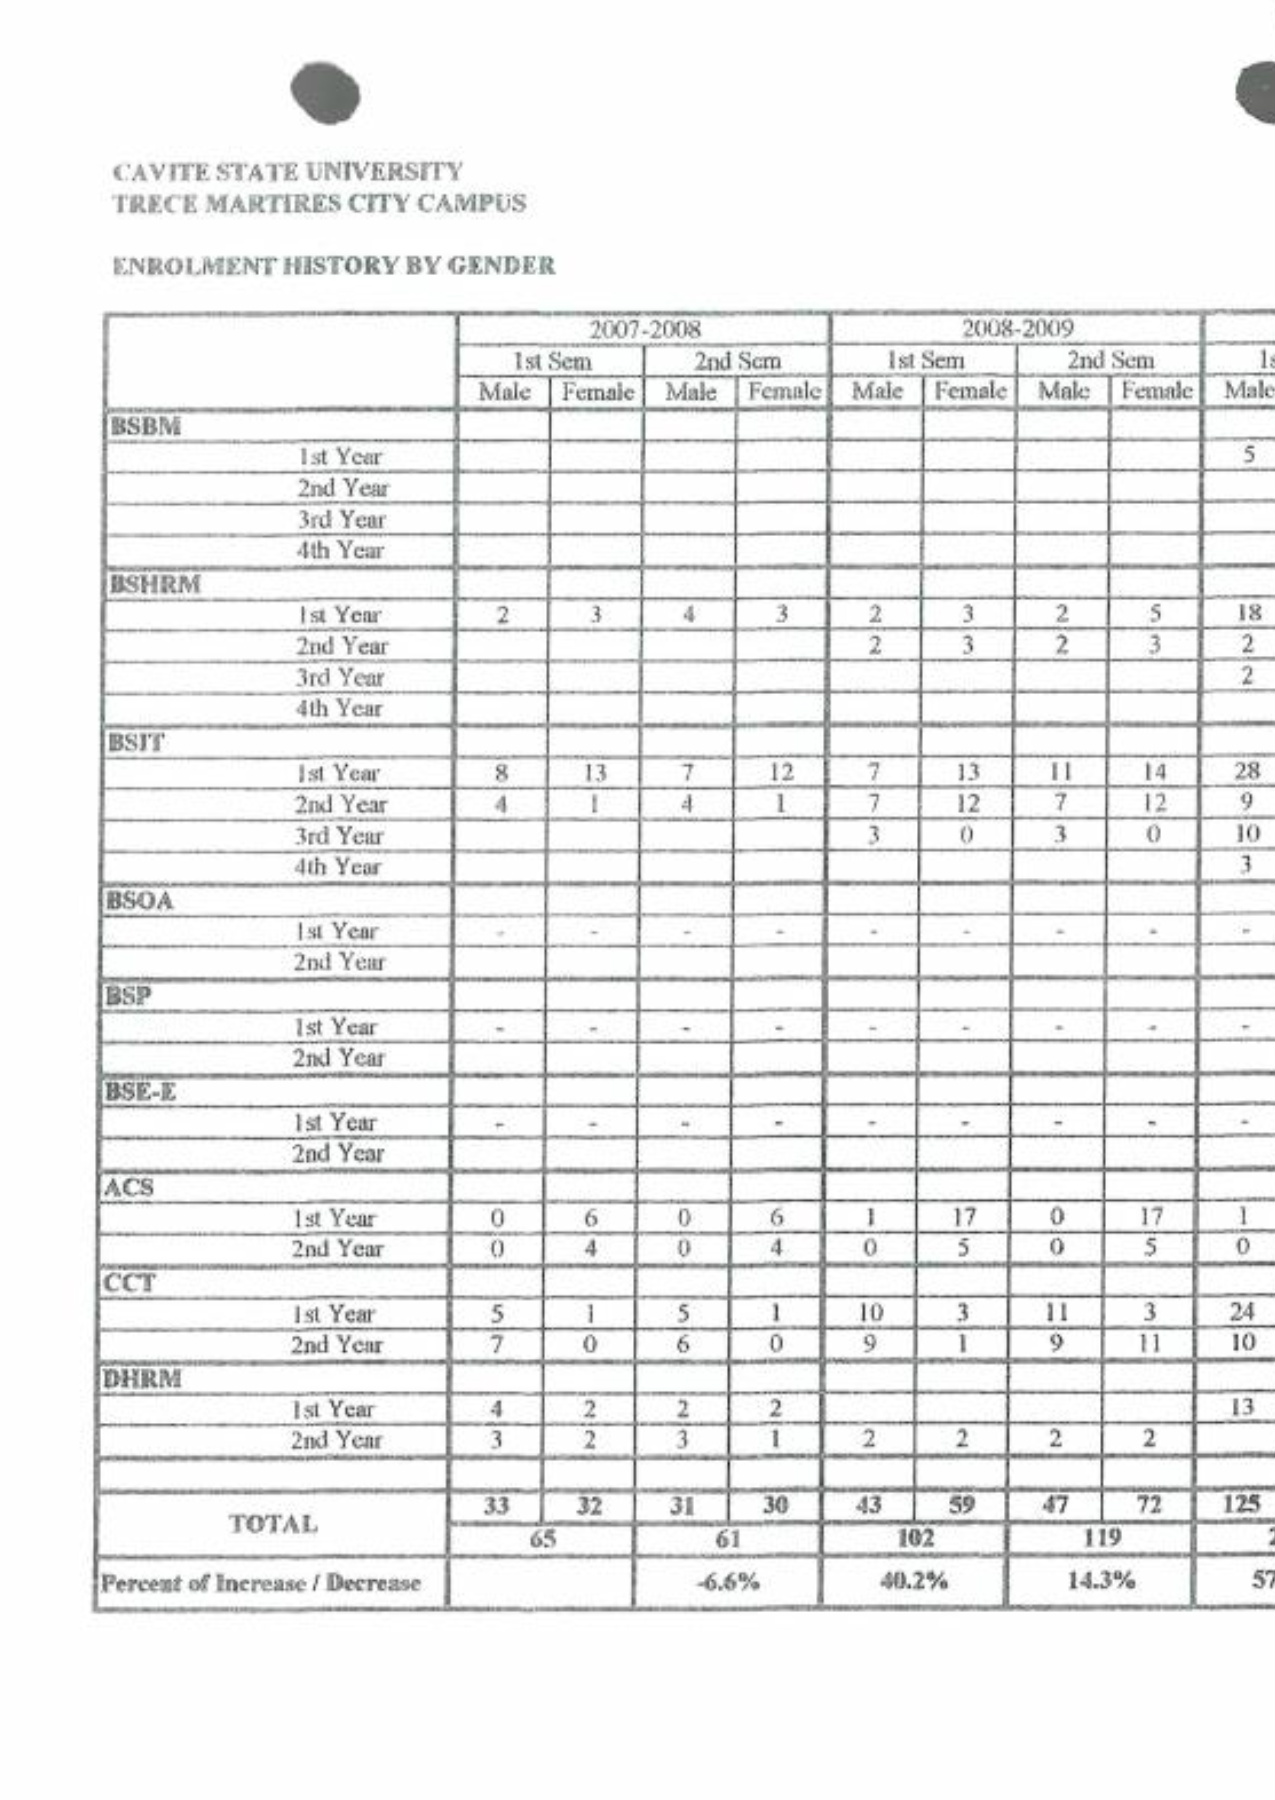 CAVITE STATE UNIVERSITY
TRECE MARTIRES CITY CAMPUS
ENROLMENT HISTORY BY GENDER
2007-2008 2008-2009
1st Sem 2nd Sem 1st Sem 2nd Sem 1s
Male Female Male Female Male Female Male Female Male
BSBM
1st Year 5
2nd Year
3rd Year
4th Year
BSHRM
1st Year 2 3 4 3 2 3 2 5 18
2nd Year 2 3 2 3 2
3rd Year 2
4th Year
BSIT
1st Year 8 13 7 12 7 13 11 14 28
2nd Year 4 1 4 1 7 12 7 12 9
3rd Year 3 0 3 0 10
4th Year 3
BSOA
1st Year - - - - - - - - -
2nd Year
BSP
1st Year - - - - - - - - -
2nd Year
BSE-E
1st Year - - - - - - - - -
2nd Year
ACS
1st Year 0 6 0 6 1 17 0 17 1
2nd Year 0 4 0 4 0 5 0 5 0
CCT
1st Year 5 1 5 1 10 3 11 3 24
2nd Year 7 0 6 0 9 1 9 11 10
DHRM
1st Year 4 2 2 2 13
2nd Year 3 2 3 1 2 2 2 2
TOTAL 33 32 31 30 43 59 47 72 125
65 61 102 119 2
Percent of Increase / Decrease -6.6% 40.2% 14.3% 57